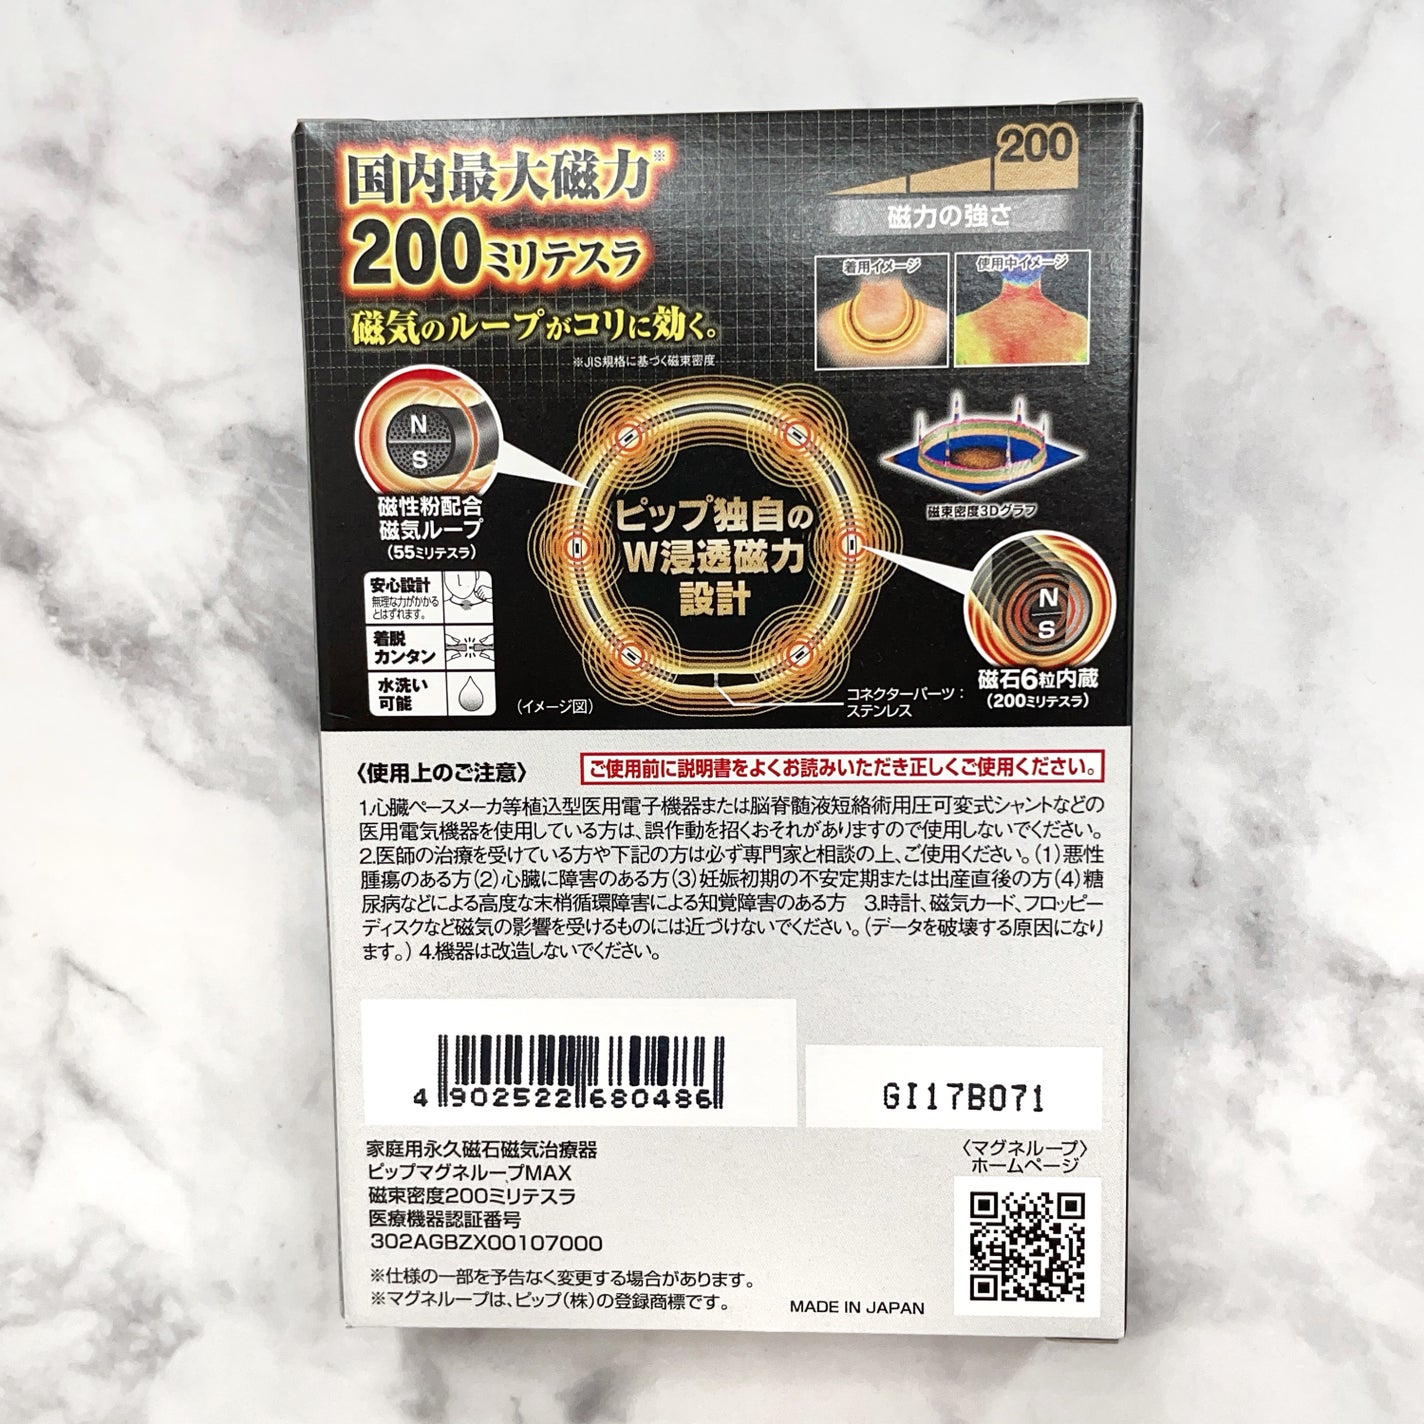 国内最大磁力※
200ミリテスラ
磁気のループがコリに効く。
※JIS規格に基づく磁束密度
200
磁力の強さ
着用イメージ
使用中イメージ
N
S
磁性粉配合
磁気ループ
(55ミリテスラ)
ピップ独自の
W浸透磁力
設計
磁束密度3Dグラフ
N
S
磁石6粒内蔵
(200ミリテスラ)
安心設計
無理な力がかかる
とはずれます。
着脱
カンタン
水洗い
可能
(イメージ図)
コネクターパーツ:
ステンレス
〈使用上のご注意〉
ご使用前に説明書をよくお読みいただき正しくご使用ください。
1.心臓ペースメーカ等植込型医用電子機器または脳脊髄液短絡術用圧可変式シャントなどの
医用電気機器を使用している方は、誤作動を招くおそれがありますので使用しないでください。
2.医師の治療を受けている方や下記の方は必ず専門家と相談の上、ご使用ください。(1)悪性
腫瘍のある方(2)心臓に障害のある方(3)妊娠初期の不安定期または出産直後の方(4)糖
尿病などによる高度な末梢循環障害による知覚障害のある方 3.時計、磁気カード、フロッピー
ディスクなど磁気の影響を受けるものには近づけないでください。(データを破壊する原因になり
ます。) 4.機器は改造しないでください。
4 902522 680486
GI17B071
家庭用永久磁石磁気治療器
ピップマグネループMAX
磁束密度200ミリテスラ
医療機器認証番号
302AGBZX00107000
〈マグネループ〉
ホームページ
※仕様の一部を予告なく変更する場合があります。
※マグネループは、ピップ(株)の登録商標です。
MADE IN JAPAN